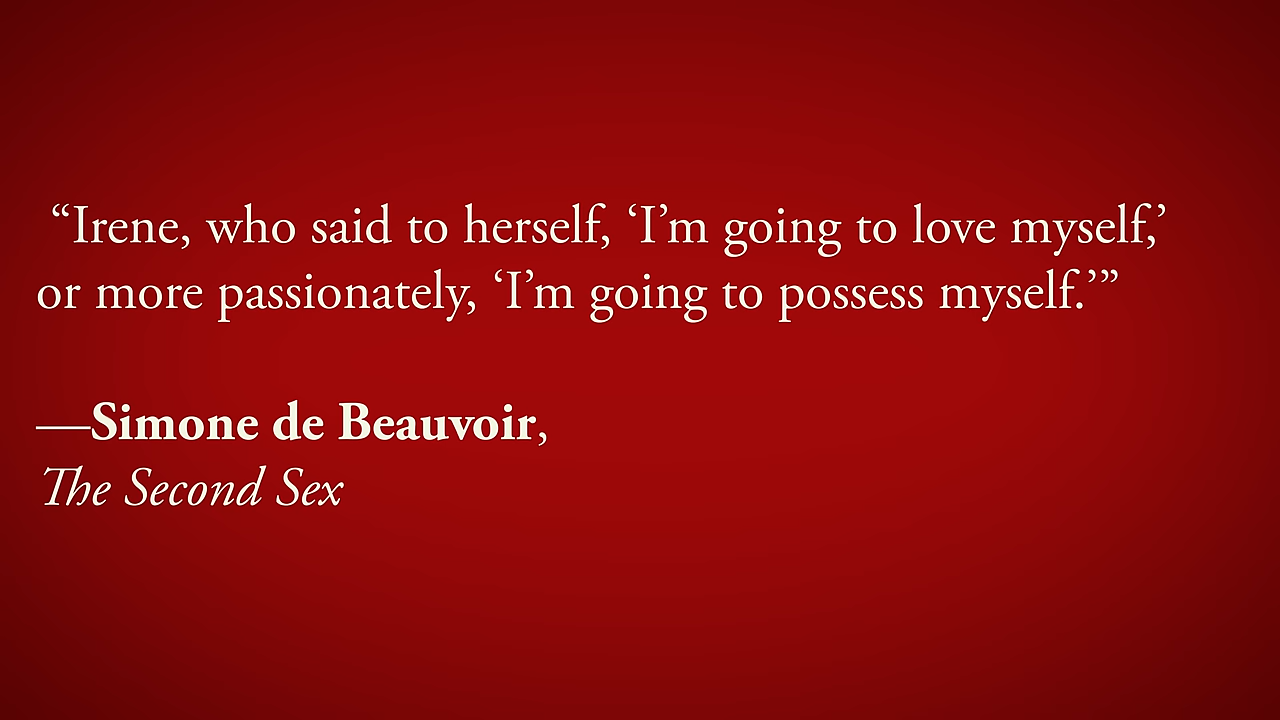 “Irene, who said to herself, ‘I’m going to love myself,’
or more passionately, ‘I’m going to possess myself.’”
—Simone de Beauvoir,
The Second Sex